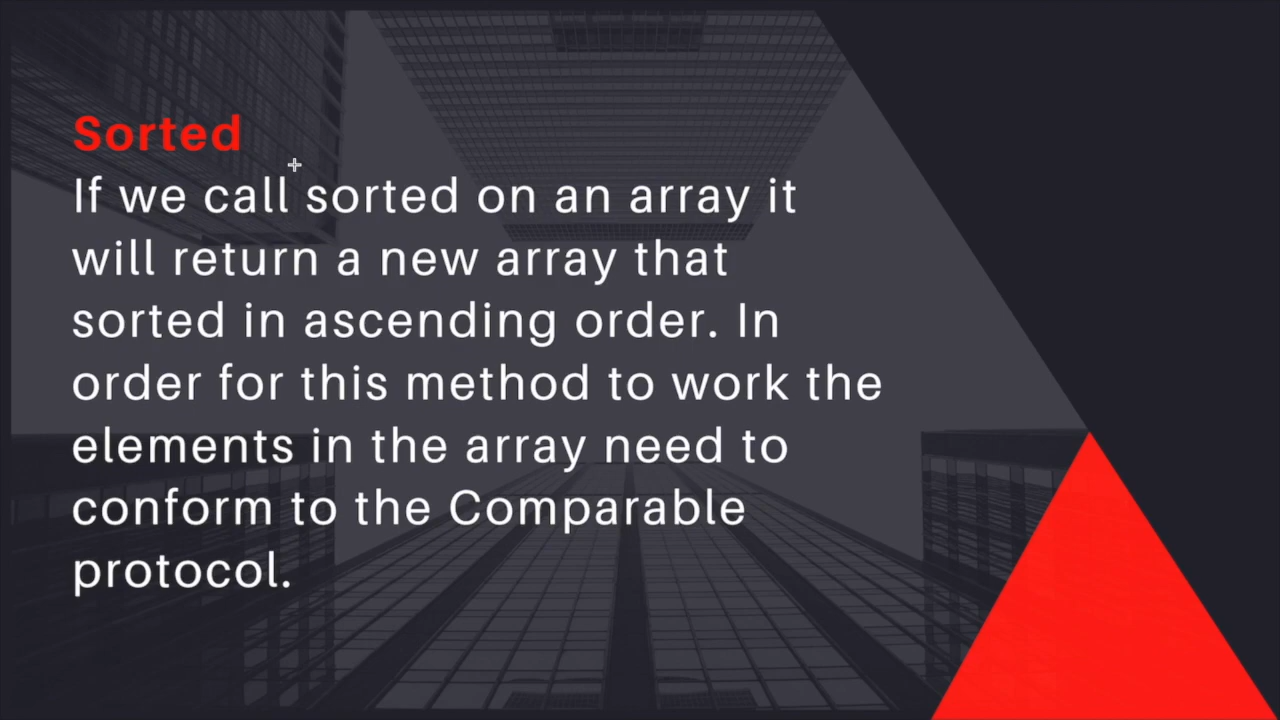 Sorted
If we call sorted on an array it
will return a new array that
sorted in ascending order. In
order for this method to work the
elements in the array need to
conform to the Comparable
protocol.